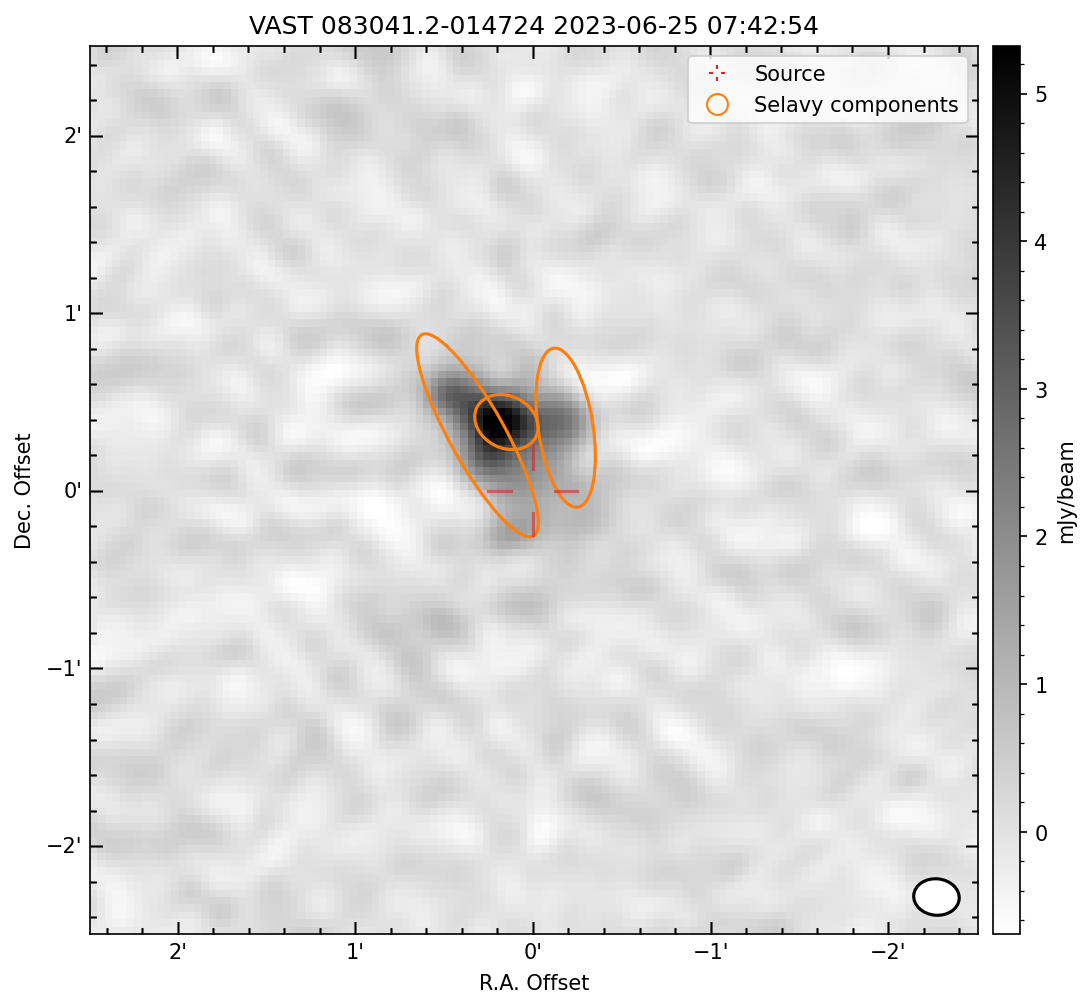 VAST 083041.2-014724 2023-06-25 07:42:54
Source
Selavy components
2'
1'
0'
−1'
−2'
Dec. Offset
2'
1'
0'
−1'
−2'
R.A. Offset
5
4
3
2
1
0
mJy/beam